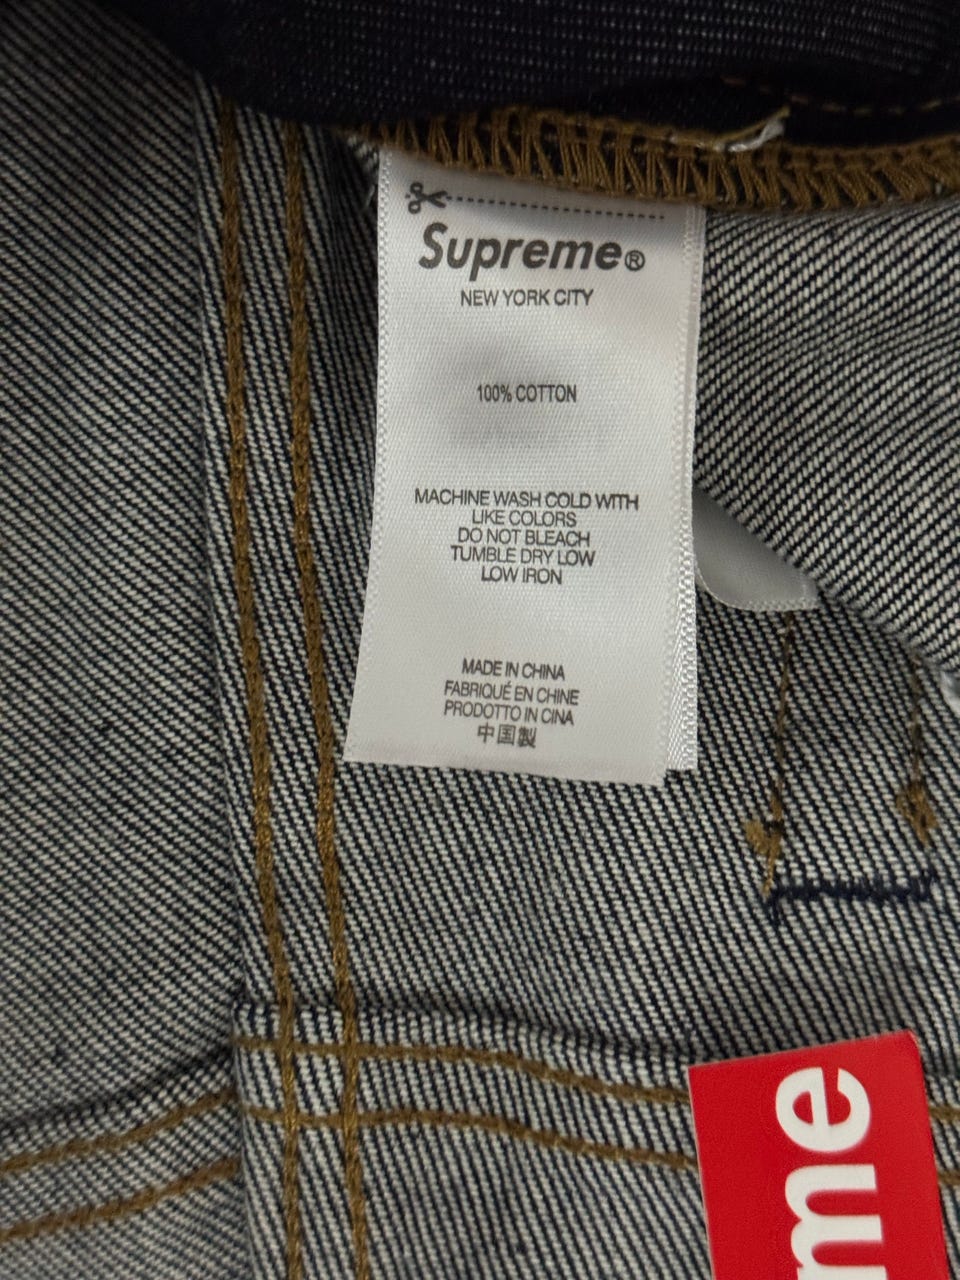 Supreme®
NEW YORK CITY
100% COTTON
MACHINE WASH COLD WITH
LIKE COLORS
DO NOT BLEACH
TUMBLE DRY LOW
LOW IRON
MADE IN CHINA
FABRIQUÉ EN CHINE
PRODOTTO IN CINA
中国製
me